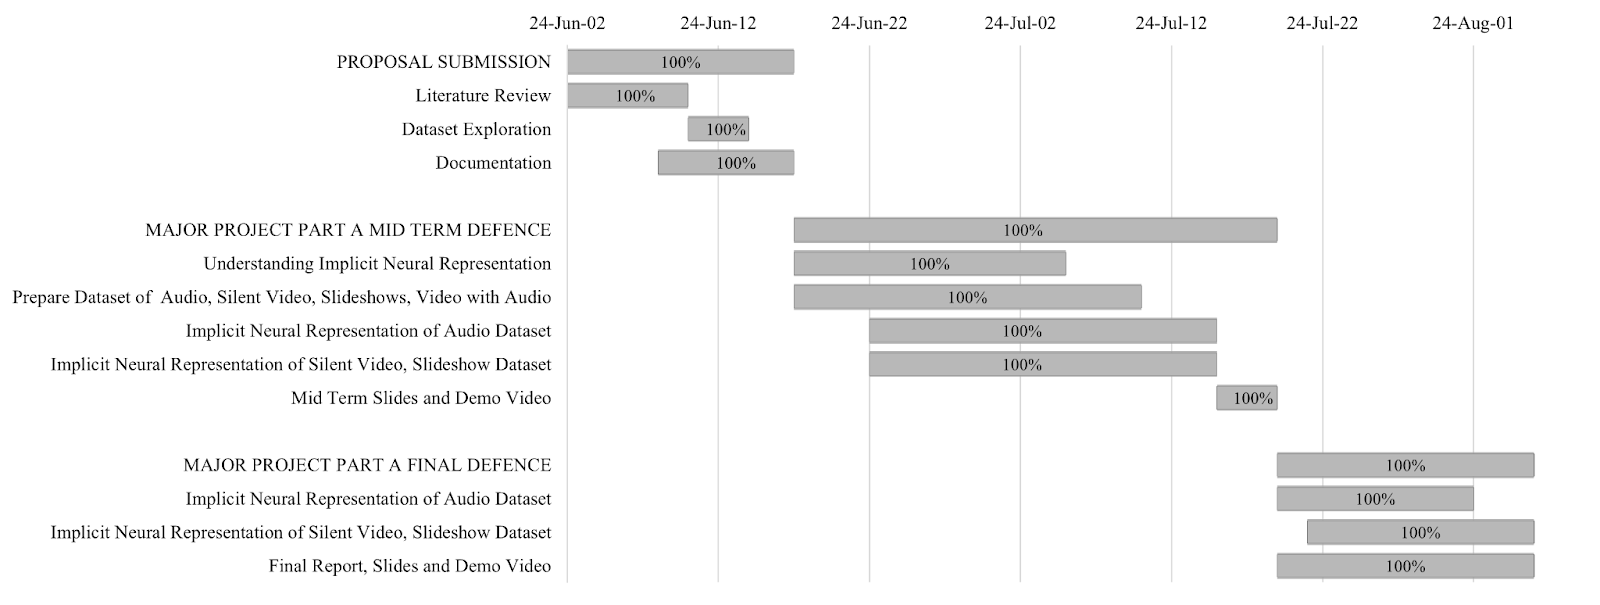 24-Jun-02 24-Jun-12 24-Jun-22 24-Jul-02 24-Jul-12 24-Jul-22 24-Aug-01
PROPOSAL SUBMISSION 100%
Literature Review 100%
Dataset Exploration 100%
Documentation 100%
MAJOR PROJECT PART A MID TERM DEFENCE 100%
Understanding Implicit Neural Representation 100%
Prepare Dataset of Audio, Silent Video, Slideshows, Video with Audio 100%
Implicit Neural Representation of Audio Dataset 100%
Implicit Neural Representation of Silent Video, Slideshow Dataset 100%
Mid Term Slides and Demo Video 100%
MAJOR PROJECT PART A FINAL DEFENCE 100%
Implicit Neural Representation of Audio Dataset 100%
Implicit Neural Representation of Silent Video, Slideshow Dataset 100%
Final Report, Slides and Demo Video 100%